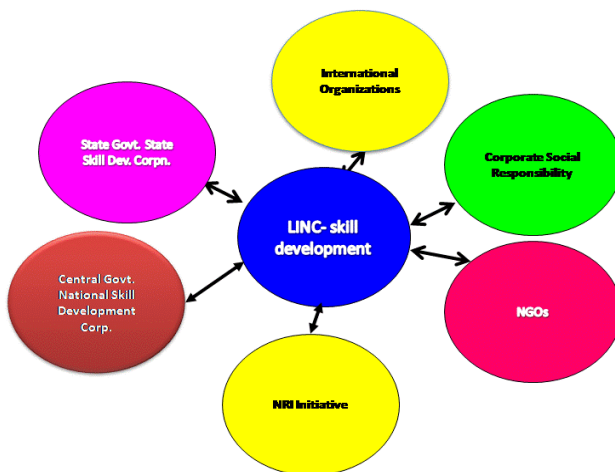 International
Organizations
State Govt. State
Skill Dev. Corpn.
Corporate Social
Responsibility
LINC- skill
development
Central Govt.
National Skill
Development
Corp.
NGOs
NRI Initiative